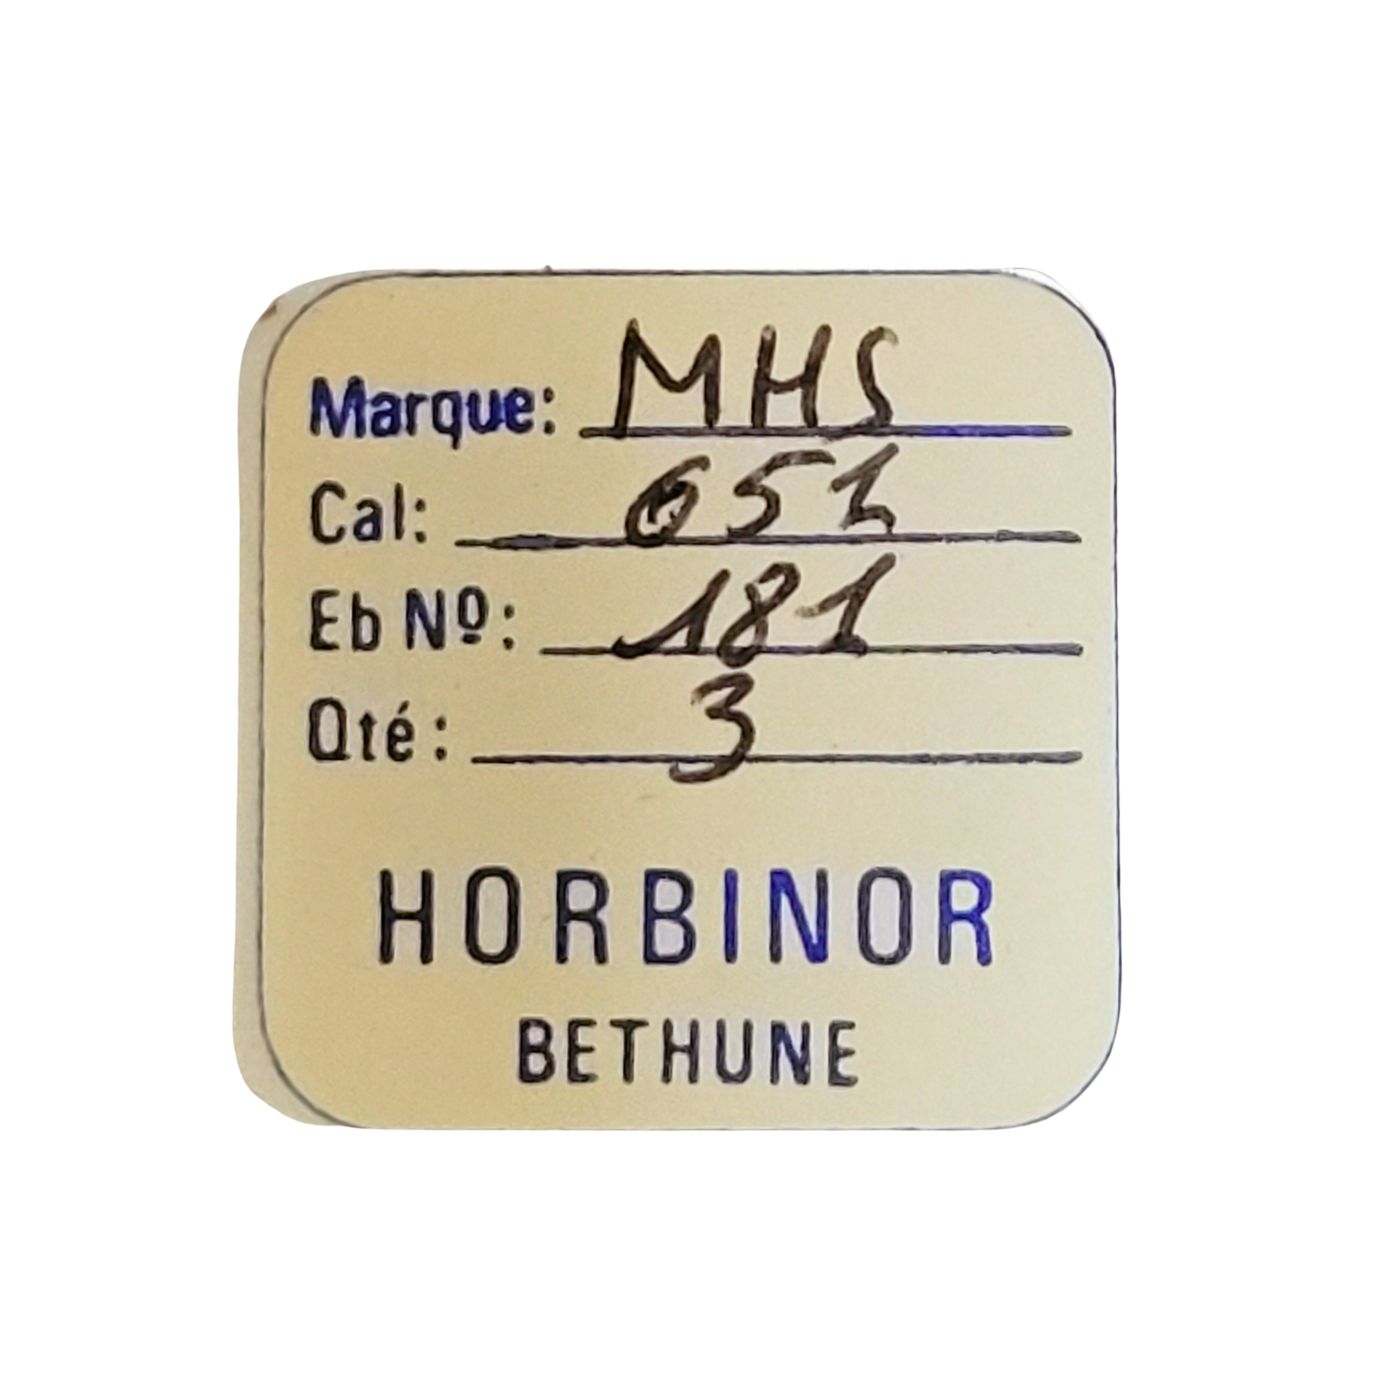 Marque: MHS
Cal: 651
Eb Nº: 181
Qté: 3
HORBINOR
BETHUNE